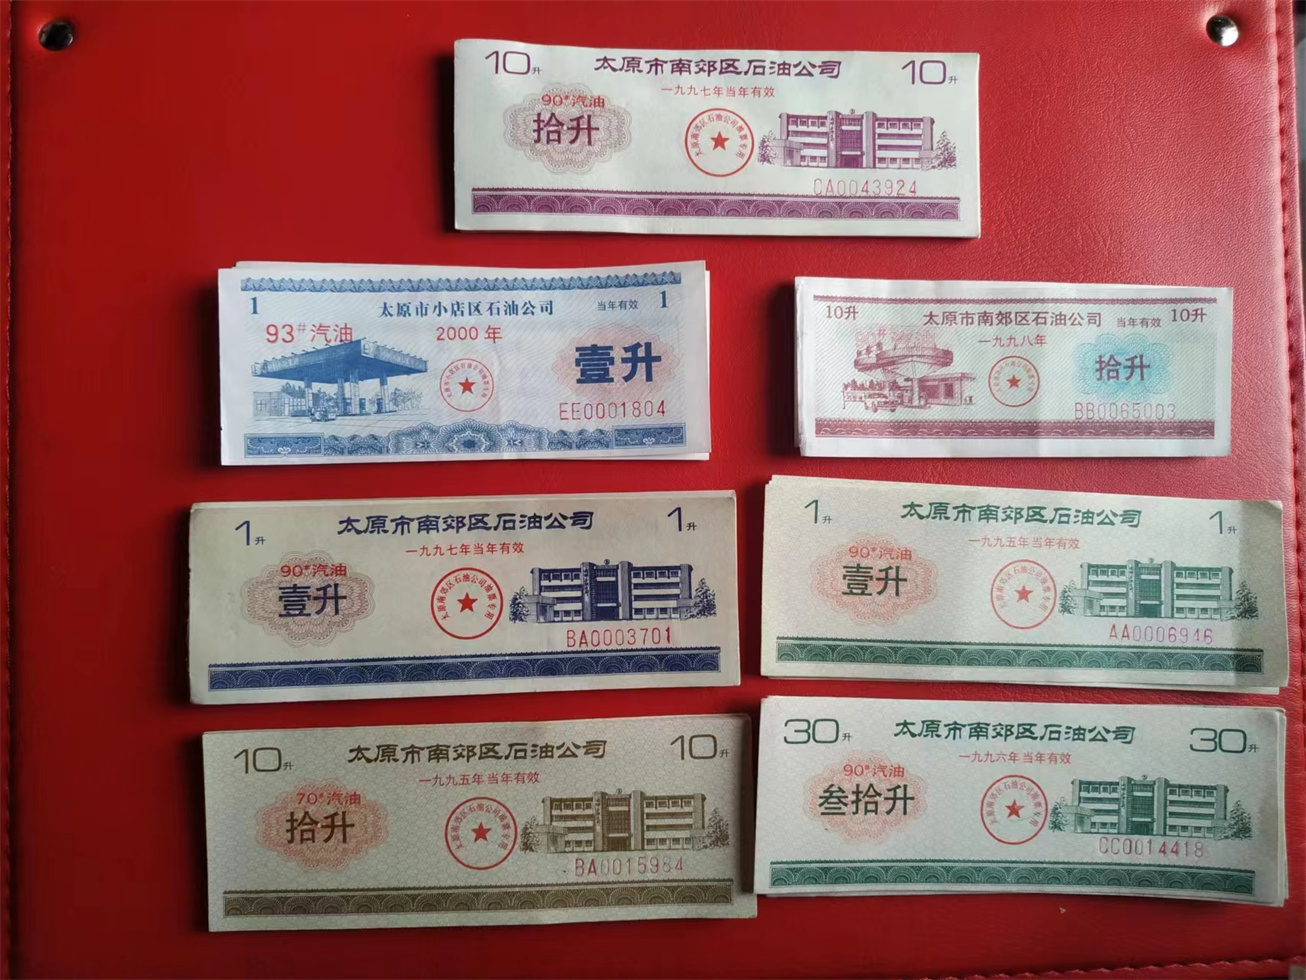 10升 太原市南郊区石油公司 10升
一九九七年当年有效
90#汽油
拾升
CA0043924
1 太原市小店区石油公司 当年有效 1
93#汽油 2000年
壹升
EE0001804
10升 太原市南郊区石油公司 当年有效 10升
一九九八年
拾升
BB0065003
1升 太原市南郊区石油公司 1升
一九九七年当年有效
90#汽油
壹升
BA0003701
1升 太原市南郊区石油公司 1升
一九九五年当年有效
90#汽油
壹升
AA0006946
10升 太原市南郊区石油公司 10升
一九九五年当年有效
70#汽油
拾升
BA0015984
30升 太原市南郊区石油公司 30升
一九九六年当年有效
90#汽油
叁拾升
CC0014418